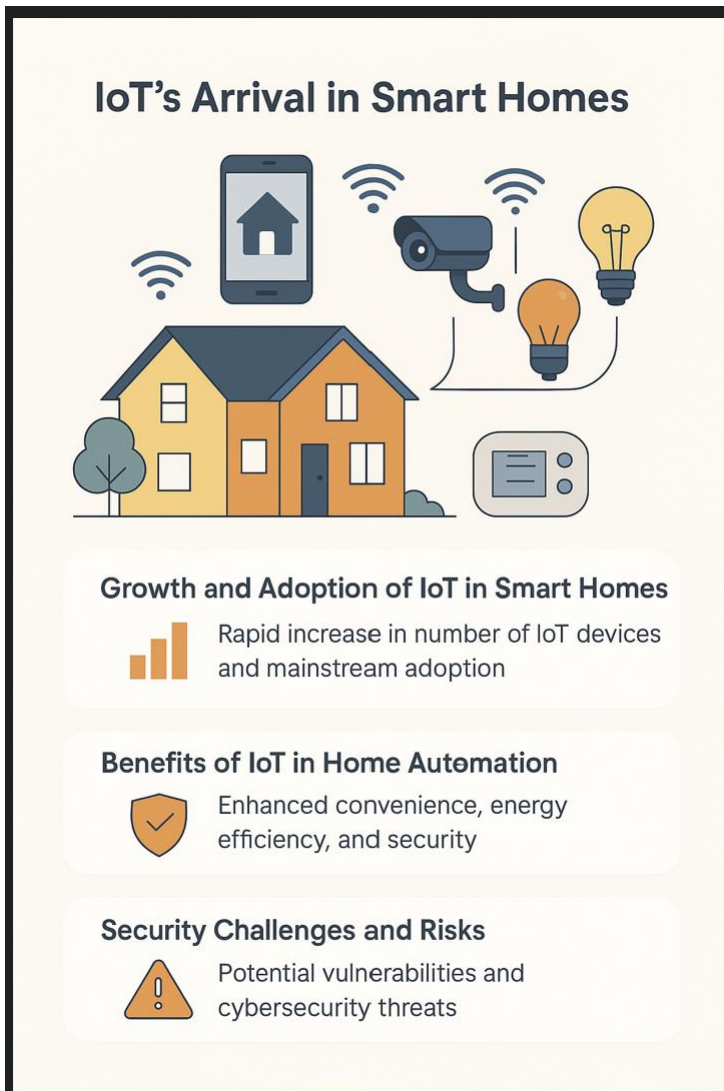 IoT's Arrival in Smart Homes
Growth and Adoption of IoT in Smart Homes
Rapid increase in number of IoT devices
and mainstream adoption
Benefits of IoT in Home Automation
Enhanced convenience, energy
efficiency, and security
Security Challenges and Risks
Potential vulnerabilities and
cybersecurity threats